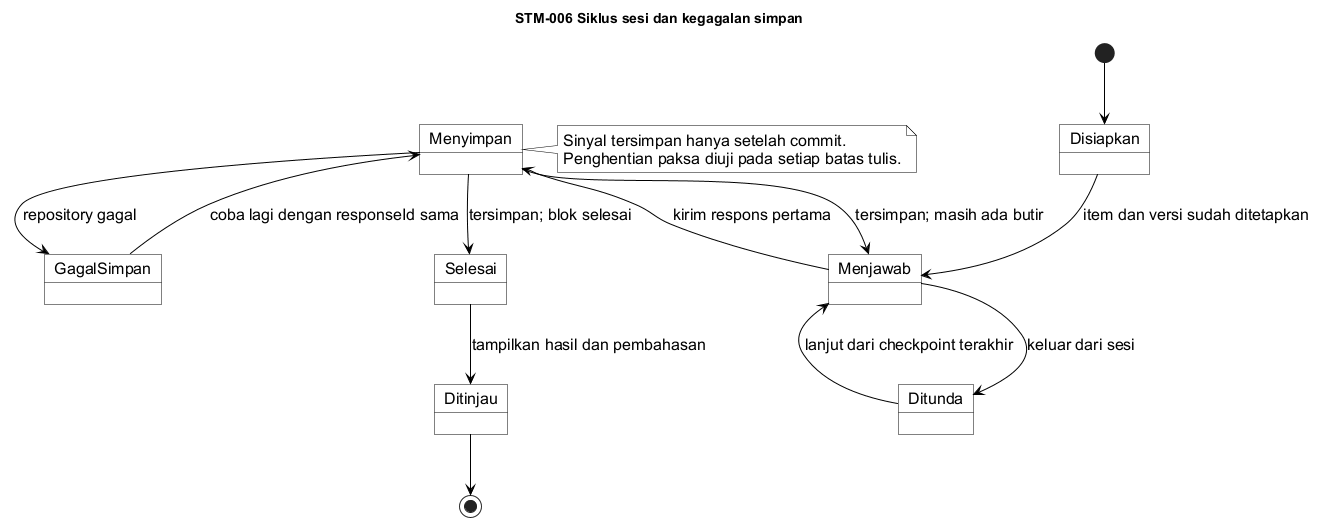 STM-006 Siklus sesi dan kegagalan simpan
Menyimpan
Sinyal tersimpan hanya setelah commit.
Penghentian paksa diuji pada setiap batas tulis.
Disiapkan
repository gagal
coba lagi dengan responseId sama
tersimpan; blok selesai
kirim respons pertama
tersimpan; masih ada butir
item dan versi sudah ditetapkan
GagalSimpan
Selesai
Menjawab
tampilkan hasil dan pembahasan
lanjut dari checkpoint terakhir
keluar dari sesi
Ditinjau
Ditunda